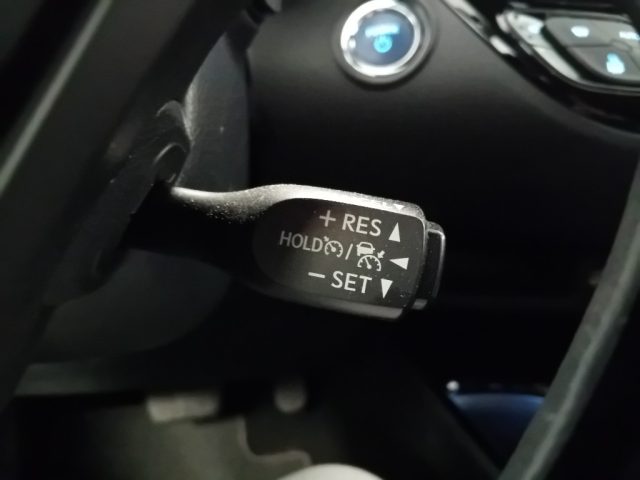 + RES ▲
HOLD / ◄
− SET ▼